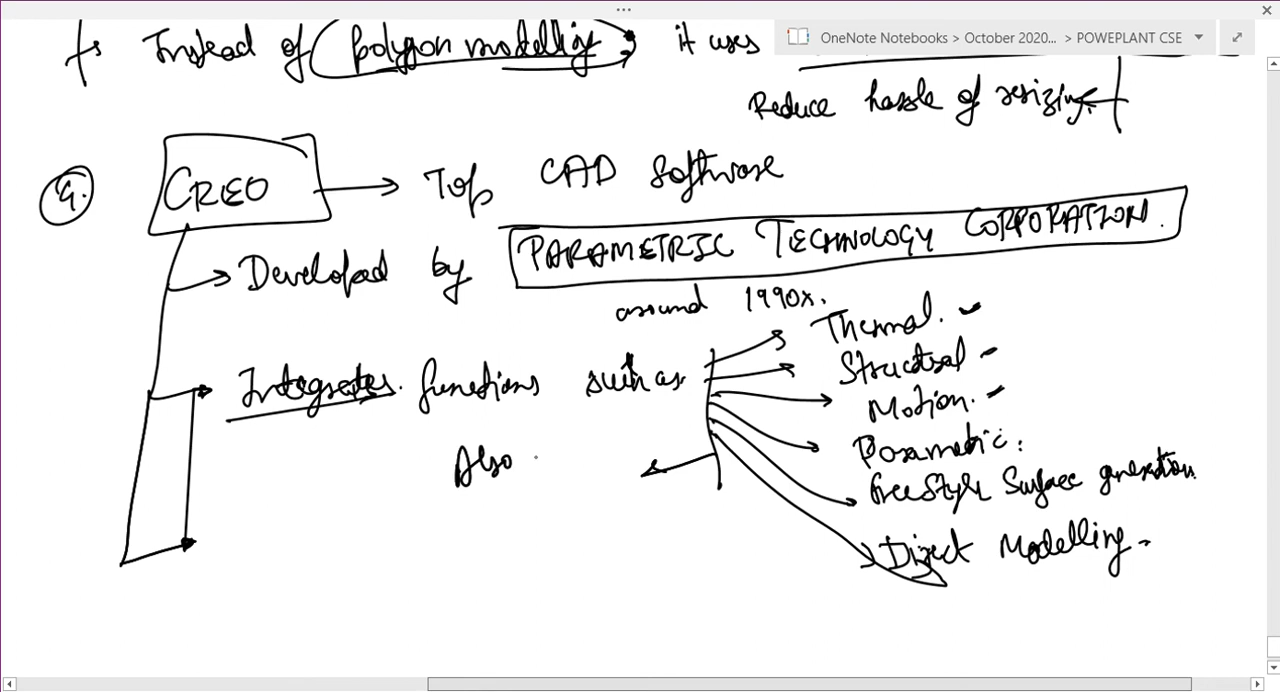 ...
OneNote Notebooks > October 2020... > POWEPLANT CSE
Instead of polygon modelling it uses
Reduce hassle of resizing.
9. CREO → Top CAD Software
Developed by PARAMETRIC TECHNOLOGY CORPORATION.
around 1990x.
Integrates functions such as
Thermal.
Structural
Motion.
Parametric.
Freestyle Surface generation
Direct Modelling
Also